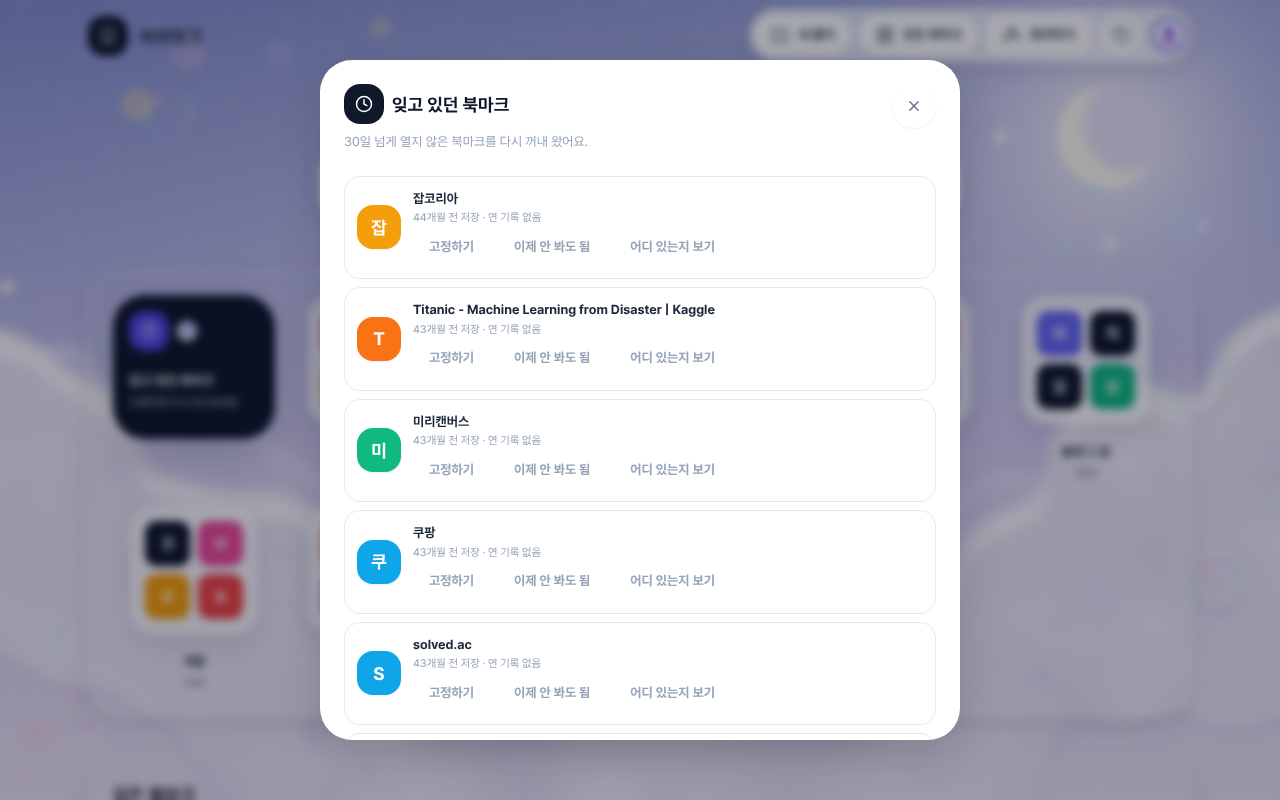 잊고 있던 북마크
30일 넘게 열지 않은 북마크를 다시 꺼내 왔어요.
잡
잡코리아
44개월 전 저장 · 연 기록 없음
고정하기 이제 안 봐도 됨 어디 있는지 보기
T
Titanic - Machine Learning from Disaster | Kaggle
43개월 전 저장 · 연 기록 없음
고정하기 이제 안 봐도 됨 어디 있는지 보기
미
미리캔버스
43개월 전 저장 · 연 기록 없음
고정하기 이제 안 봐도 됨 어디 있는지 보기
쿠
쿠팡
43개월 전 저장 · 연 기록 없음
고정하기 이제 안 봐도 됨 어디 있는지 보기
S
solved.ac
43개월 전 저장 · 연 기록 없음
고정하기 이제 안 봐도 됨 어디 있는지 보기